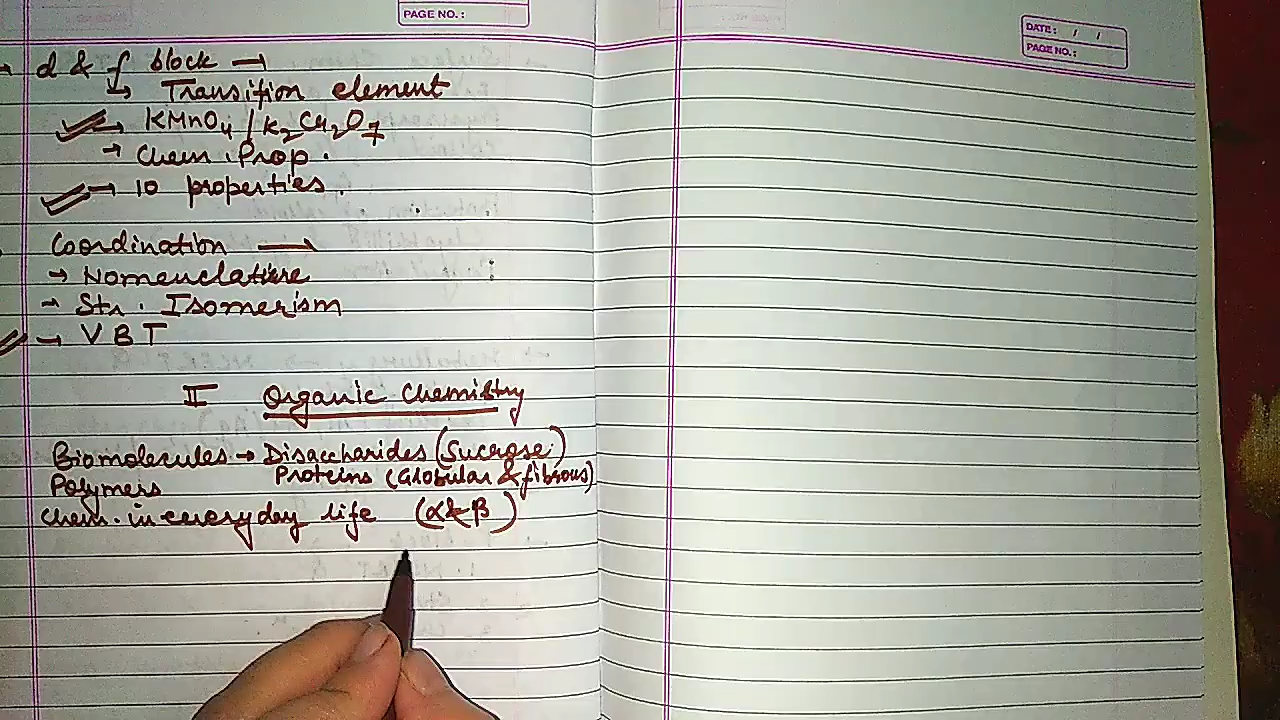 PAGE NO.:
DATE: / /
PAGE NO.:
→ d & f block →
↳ Transition element
→ KMnO4 / K2Cr2O7
→ Chem. Prop.
→ 10 properties.
Coordination →
→ Nomenclature
→ Str. Isomerism
→ VBT
II Organic Chemistry
Biomolecules → Disaccharides (Sucrose)
Proteins (Globular & fibrous)
Polymers
Chem. in everyday life (α & β)